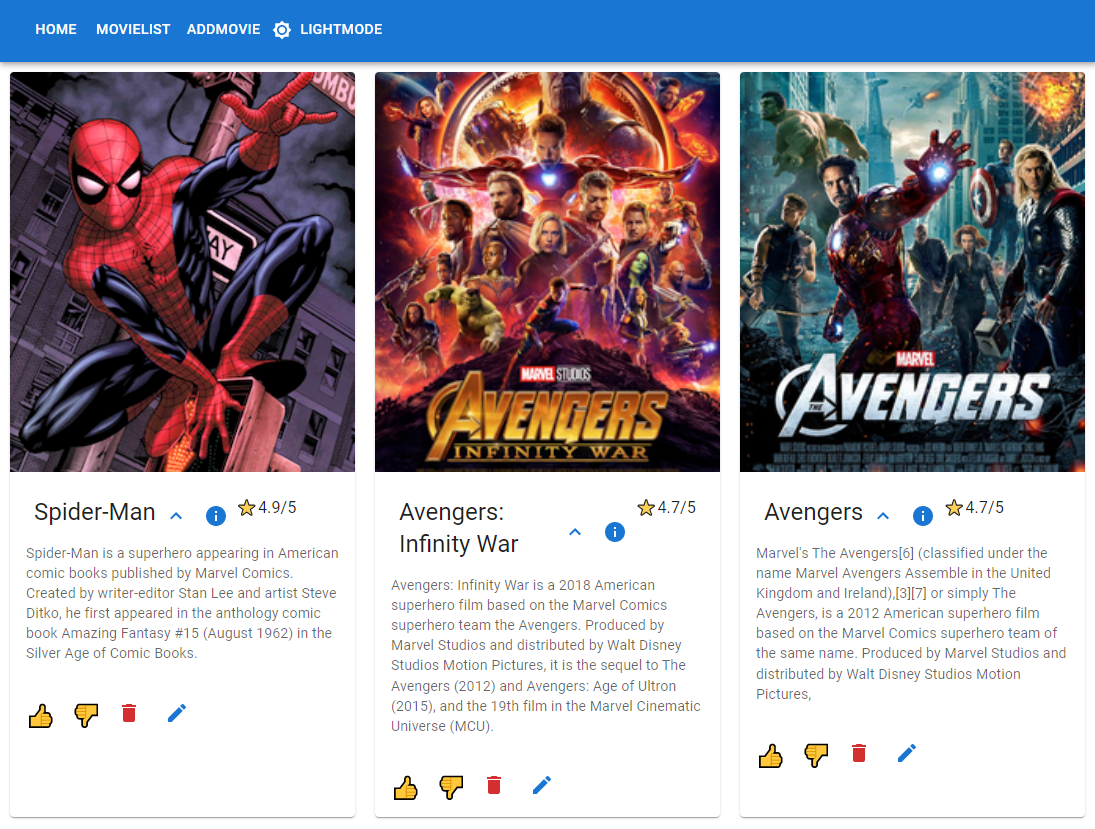 HOME MOVIELIST ADDMOVIE LIGHTMODE
OMBU
AY
MARVEL STUDIOS
AVENGERS
INFINITY WAR
MARVEL
THE AVENGERS
Spider-Man 4.9/5
Spider-Man is a superhero appearing in American
comic books published by Marvel Comics.
Created by writer-editor Stan Lee and artist Steve
Ditko, he first appeared in the anthology comic
book Amazing Fantasy #15 (August 1962) in the
Silver Age of Comic Books.
Avengers: 4.7/5
Infinity War
Avengers: Infinity War is a 2018 American
superhero film based on the Marvel Comics
superhero team the Avengers. Produced by
Marvel Studios and distributed by Walt Disney
Studios Motion Pictures, it is the sequel to The
Avengers (2012) and Avengers: Age of Ultron
(2015), and the 19th film in the Marvel Cinematic
Universe (MCU).
Avengers 4.7/5
Marvel's The Avengers[6] (classified under the
name Marvel Avengers Assemble in the United
Kingdom and Ireland),[3][7] or simply The
Avengers, is a 2012 American superhero film
based on the Marvel Comics superhero team of
the same name. Produced by Marvel Studios and
distributed by Walt Disney Studios Motion
Pictures,